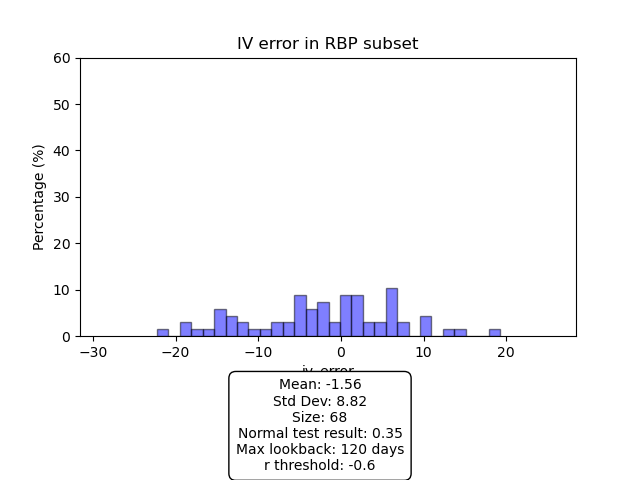 IV error in RBP subset
60
50
40
30
20
10
0
Percentage (%)
−30
−20
−10
0
10
20
iv_error
Mean: -1.56
Std Dev: 8.82
Size: 68
Normal test result: 0.35
Max lookback: 120 days
r threshold: -0.6